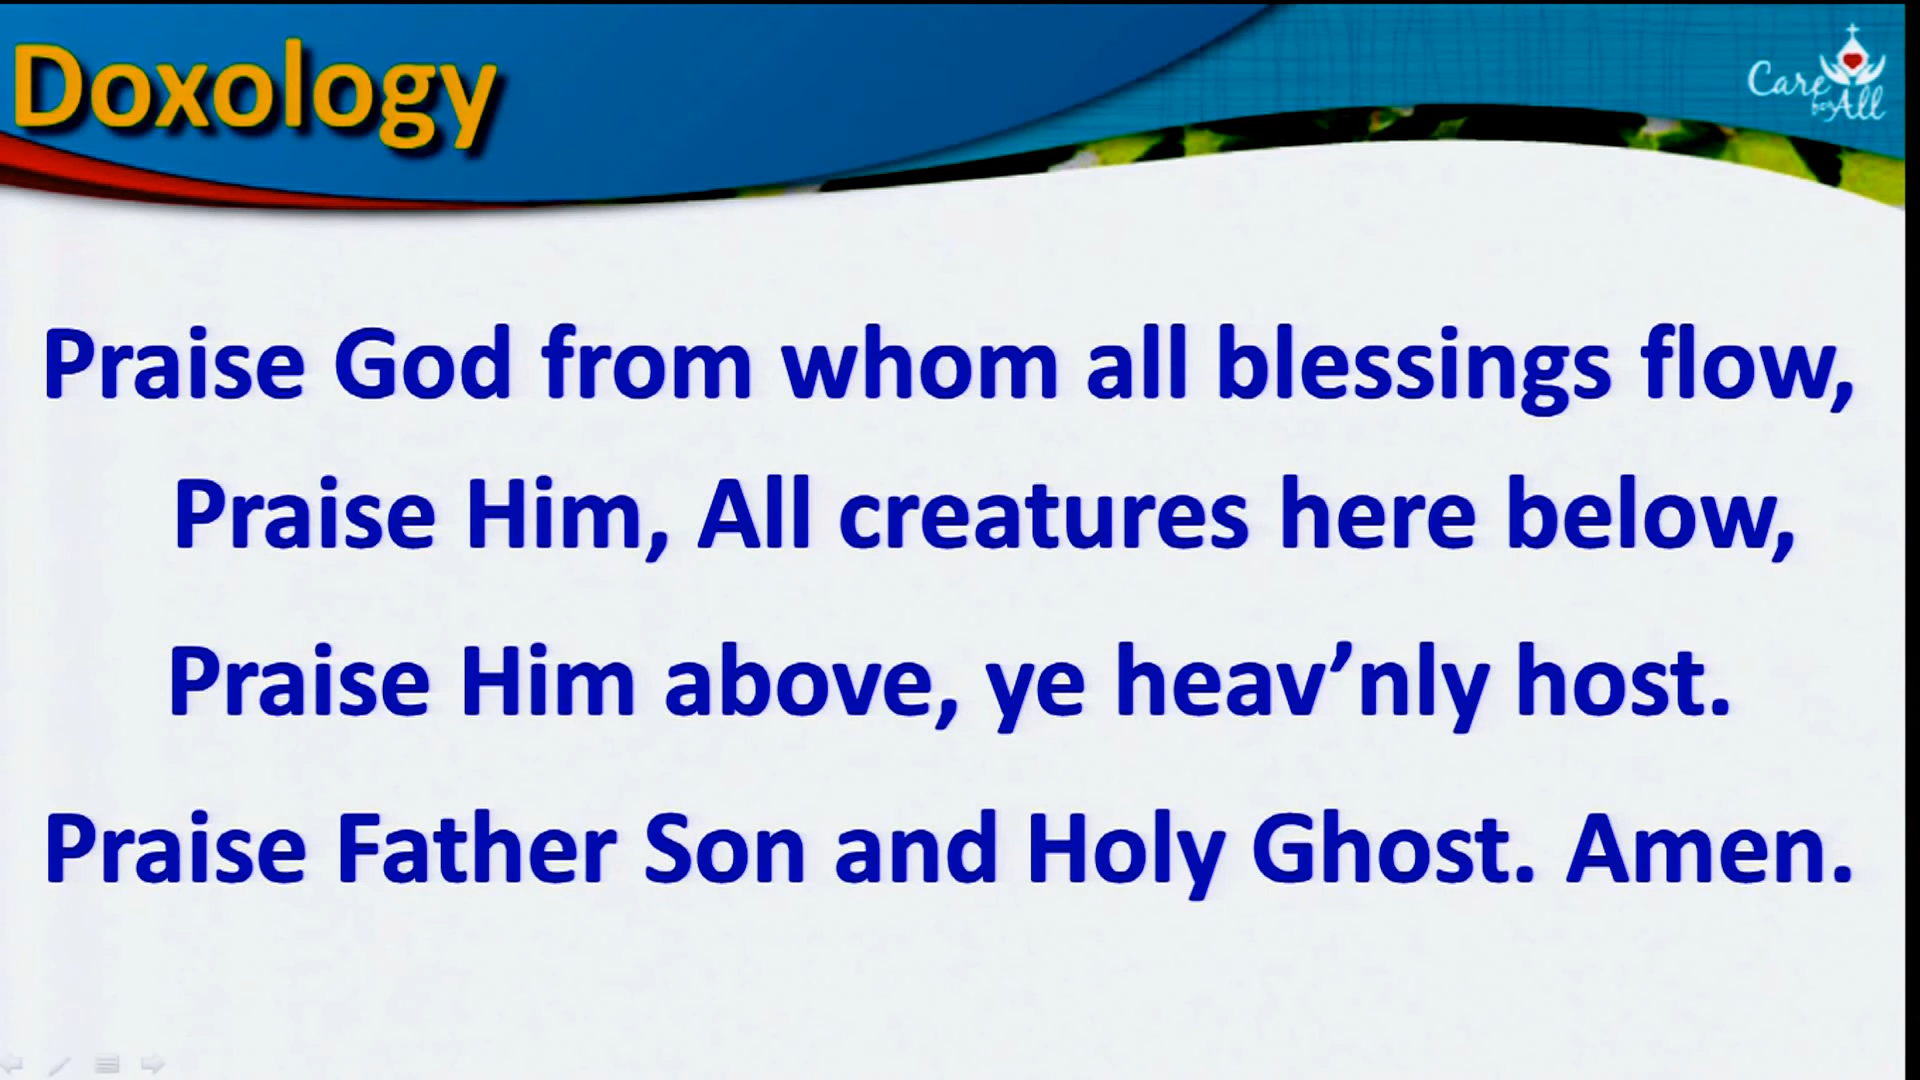 Doxology
Care
for All
Praise God from whom all blessings flow,
Praise Him, All creatures here below,
Praise Him above, ye heav’nly host.
Praise Father Son and Holy Ghost. Amen.